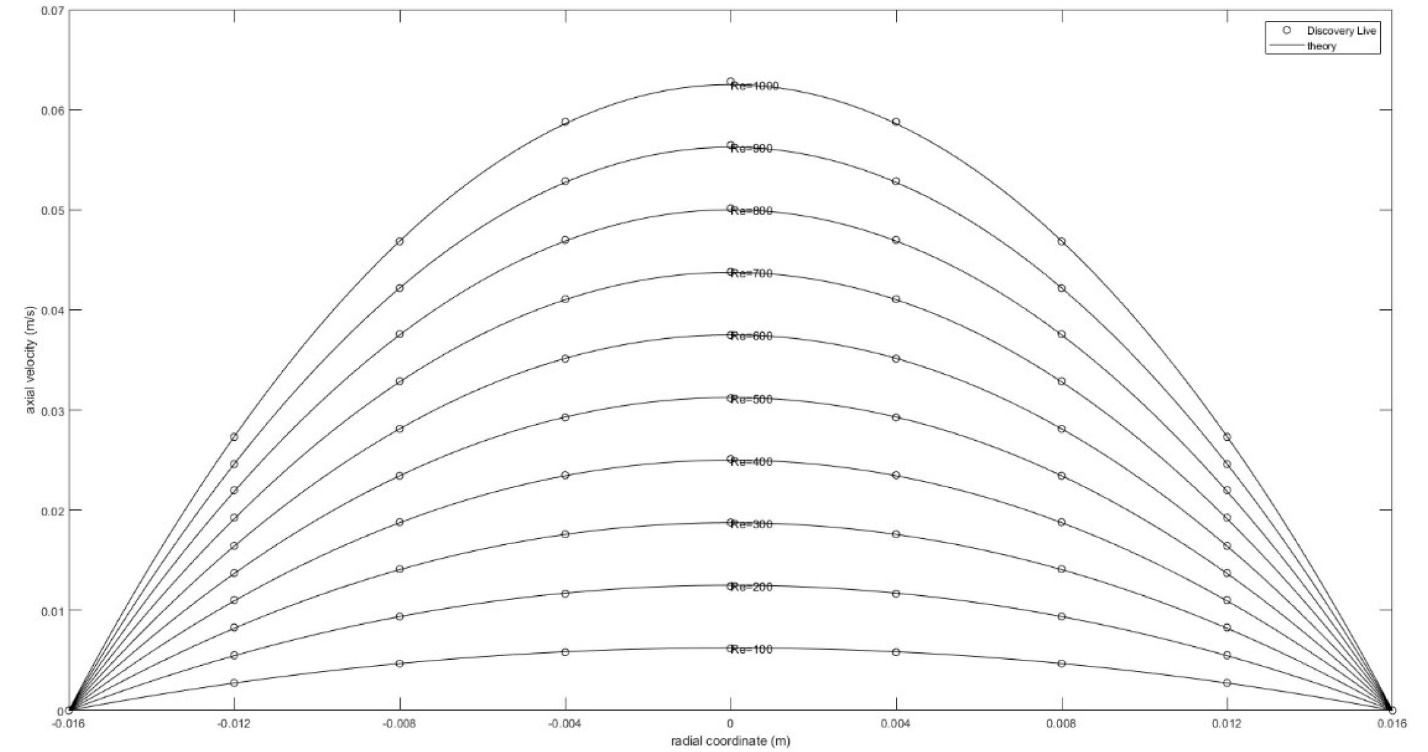 0.07
Discovery Live
theory
Re=1000
0.06
Re=900
0.05
Re=800
Re=700
0.04
Re=600
axial velocity (m/s)
Re=500
0.03
Re=400
0.02
Re=300
Re=200
0.01
Re=100
0
-0.016 -0.012 -0.008 -0.004 0 0.004 0.008 0.012 0.016
radial coordinate (m)